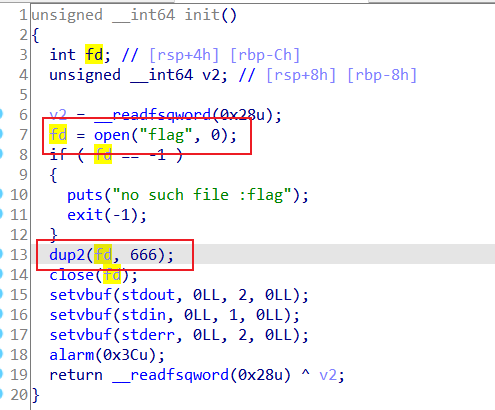 1 unsigned __int64 init()
2 {
3 int fd; // [rsp+4h] [rbp-Ch]
4 unsigned __int64 v2; // [rsp+8h] [rbp-8h]
5
6 v2 = __readfsqword(0x28u);
7 fd = open("flag", 0);
8 if ( fd == -1 )
9 {
10 puts("no such file :flag");
11 exit(-1);
12 }
13 dup2(fd, 666);
14 close(fd);
15 setvbuf(stdout, 0LL, 2, 0LL);
16 setvbuf(stdin, 0LL, 1, 0LL);
17 setvbuf(stderr, 0LL, 2, 0LL);
18 alarm(0x3Cu);
19 return __readfsqword(0x28u) ^ v2;
20 }